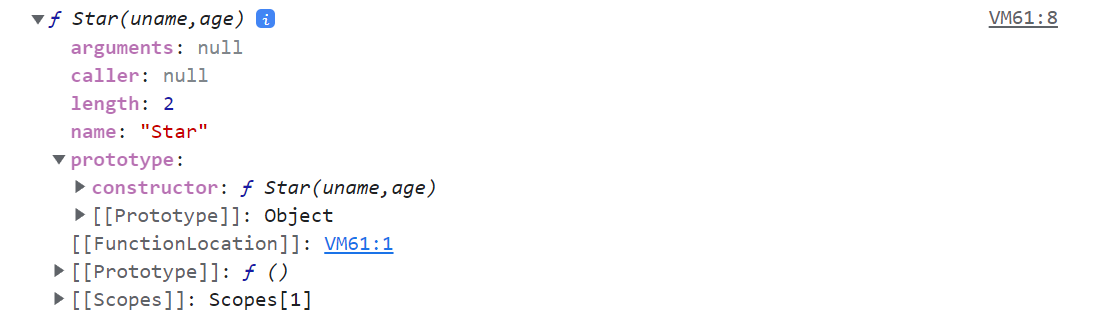 ▼ƒ Star(uname,age) i VM61:8
arguments: null
caller: null
length: 2
name: "Star"
▼prototype:
▶constructor: ƒ Star(uname,age)
▶[[Prototype]]: Object
[[FunctionLocation]]: VM61:1
▶[[Prototype]]: ƒ ()
▶[[Scopes]]: Scopes[1]